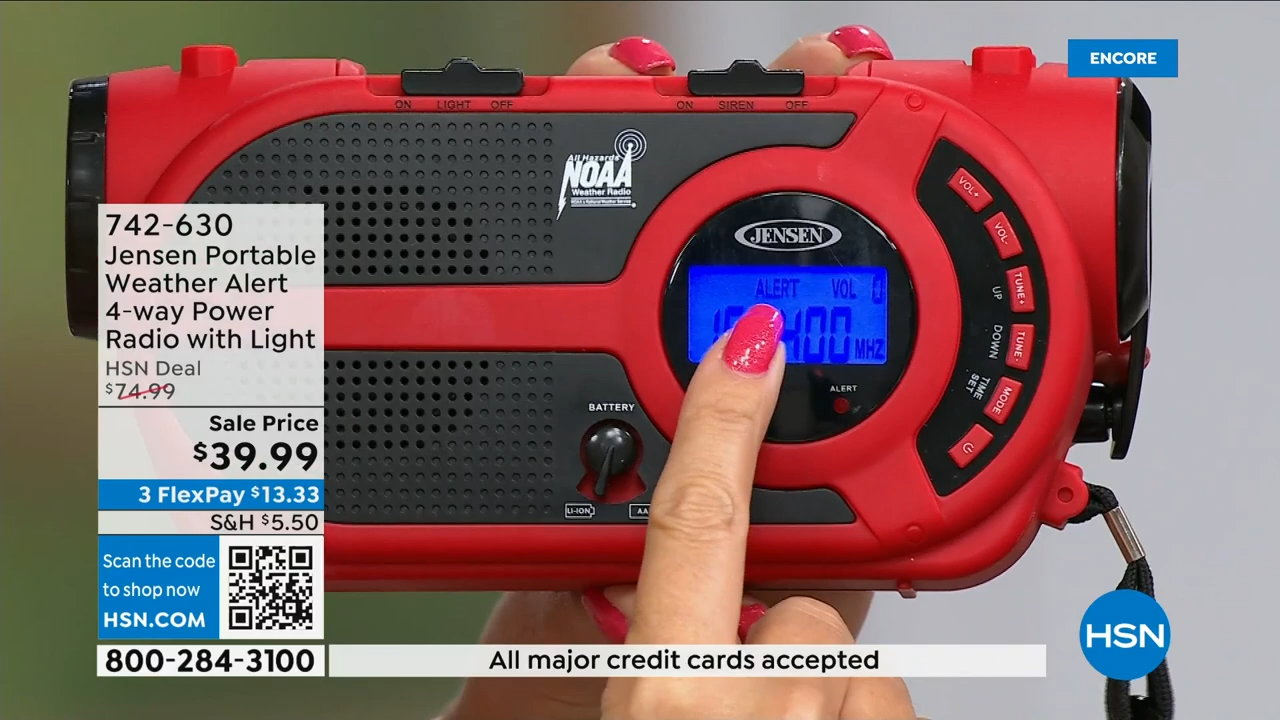 ENCORE
ON LIGHT OFF
ON SIREN OFF
All Hazards
NOAA
Weather Radio
JENSEN
ALERT VOL 0
MHZ
ALERT
VOL+
VOL-
TUNE+
UP
TUNE-
DOWN
MODE
TIME SET
BATTERY
LI-ION
AA
742-630
Jensen Portable
Weather Alert
4-way Power
Radio with Light
HSN Deal
$74.99
Sale Price
$39.99
3 FlexPay $13.33
S&H $5.50
Scan the code
to shop now
HSN.COM
800-284-3100
All major credit cards accepted
HSN